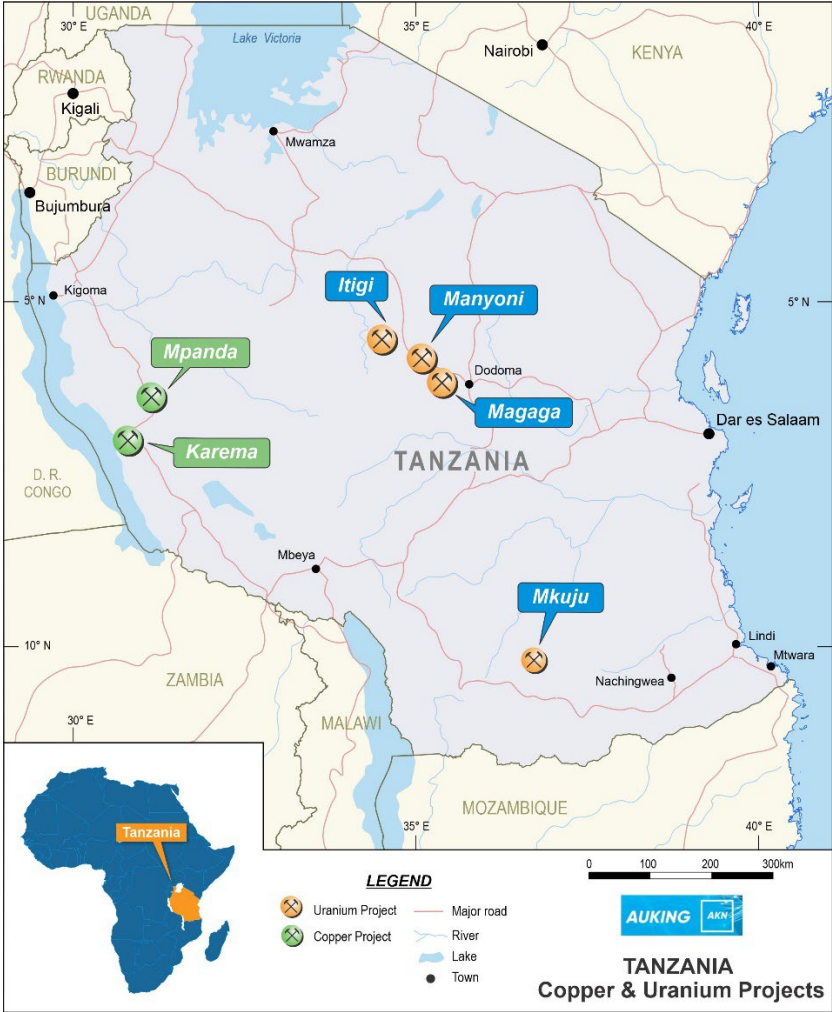 30° E
35° E
40° E
UGANDA
Lake Victoria
Nairobi
KENYA
RWANDA
Kigali
Mwamza
BURUNDI
Bujumbura
Itigi
Manyoni
Kigoma
5° N
5° N
Mpanda
Dodoma
Magaga
Dar es Salaam
Karema
TANZANIA
D. R.
CONGO
Mbeya
Mkuju
Lindi
10° N
10° N
Mtwara
ZAMBIA
Nachingwea
MALAWI
30° E
MOZAMBIQUE
35° E
40° E
Tanzania
0 100 200 300km
LEGEND
Uranium Project
Copper Project
Major road
River
Lake
Town
AUKING AKN
TANZANIA
Copper & Uranium Projects